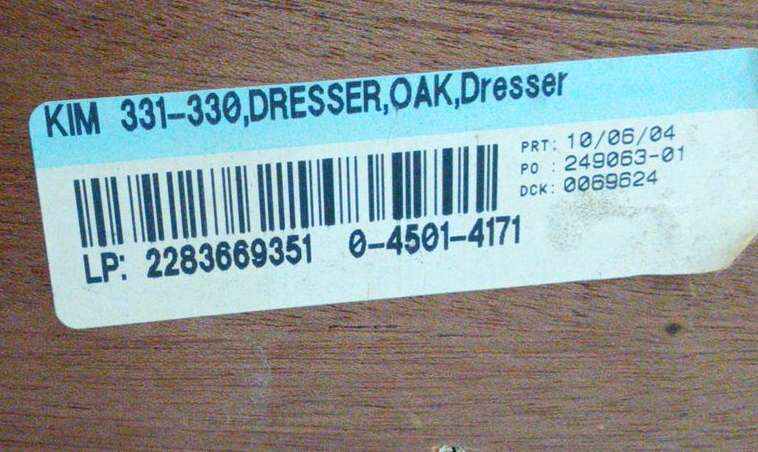 KIM 331-330,DRESSER,OAK,Dresser
PRT: 10/06/04
PO : 249063-01
DCK: 0069624
LP: 2283669351 0-4501-4171